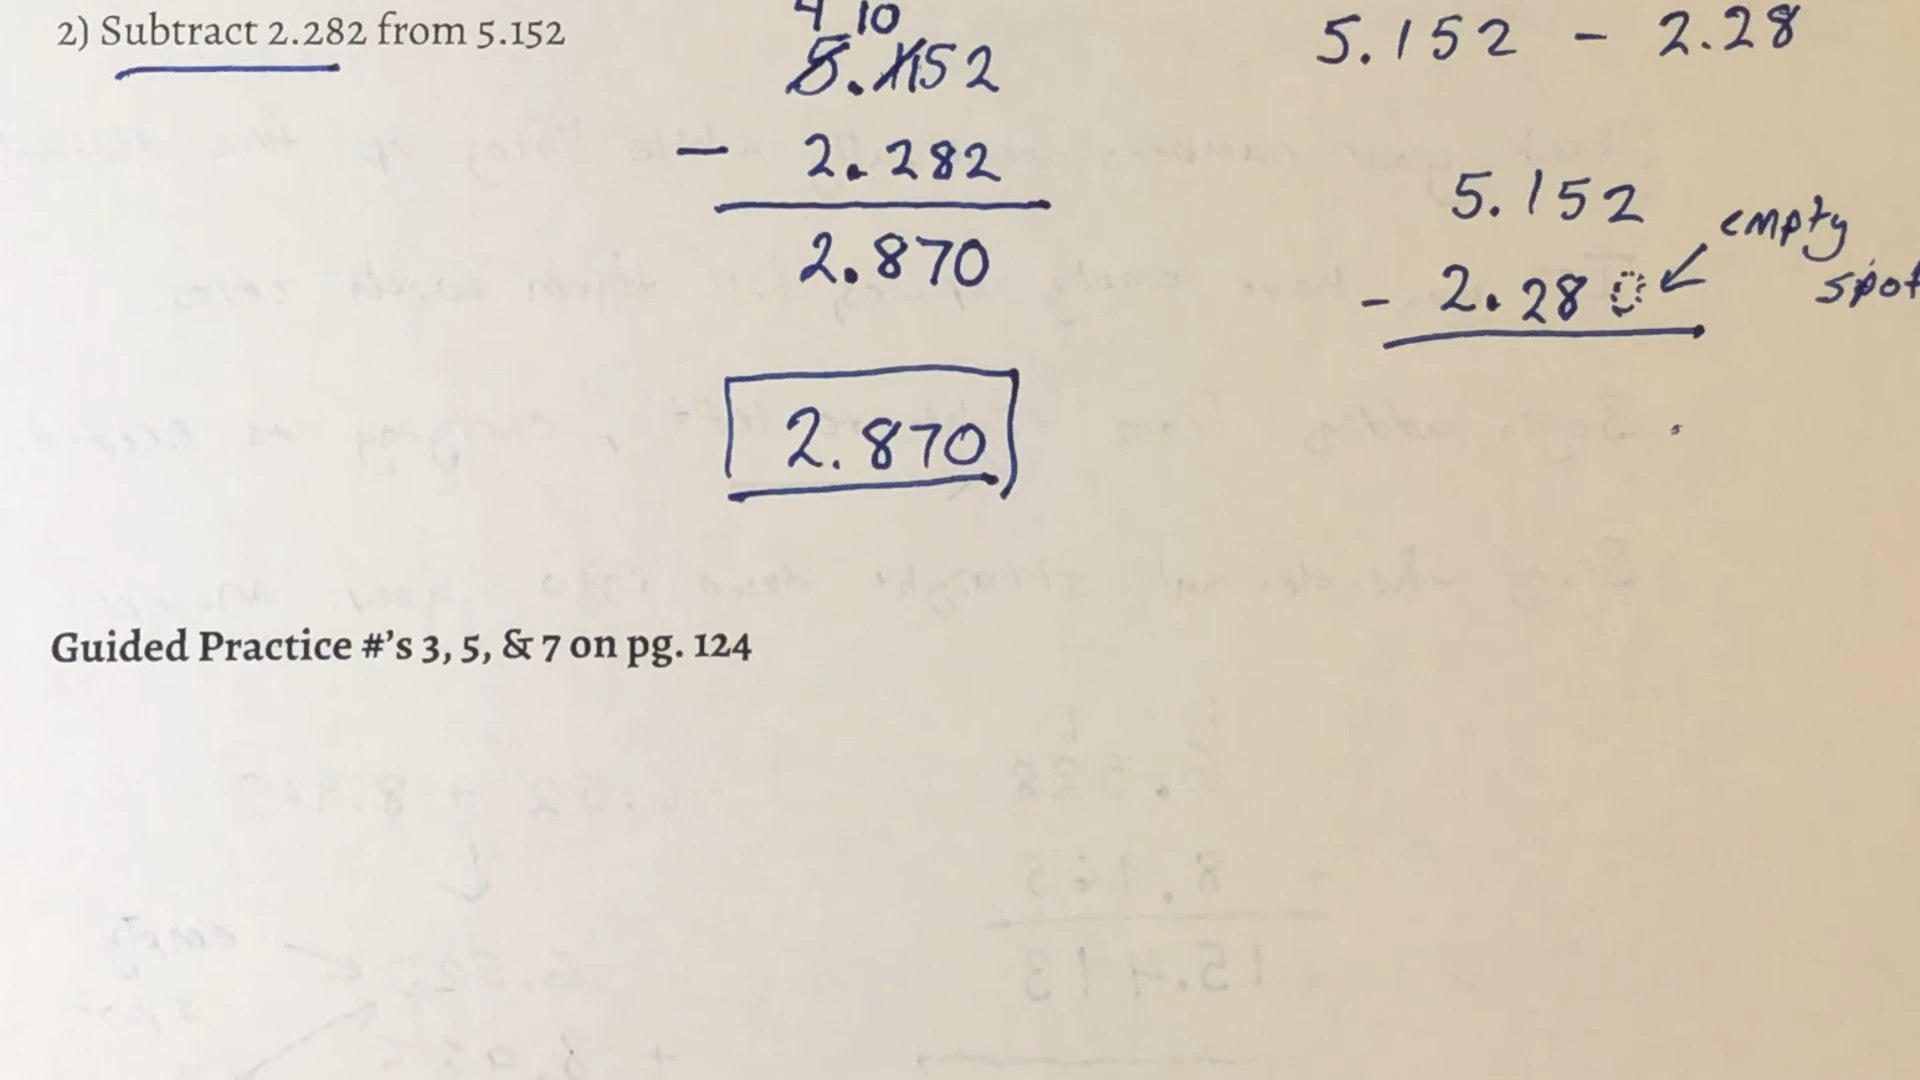 2) Subtract 2.282 from 5.152
4 10
5.1152
- 2.282
2.870
2.870
5.152 - 2.28
5.152
- 2.280
empty
spot
Guided Practice #'s 3, 5, & 7 on pg. 124